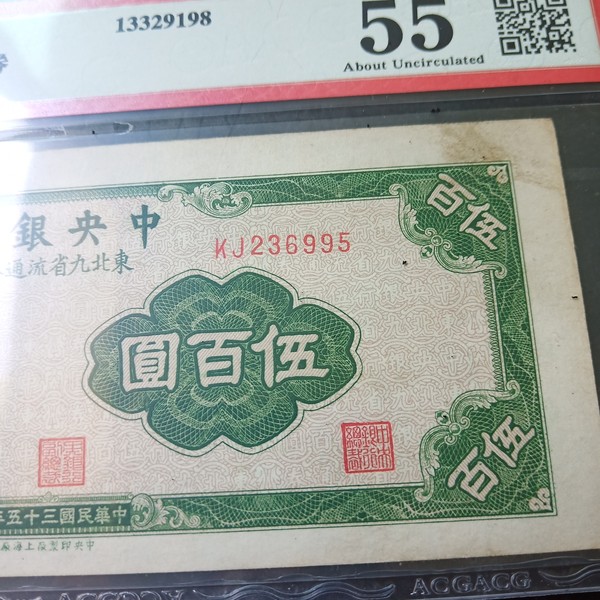 券
13329198
55
About Uncirculated
中央銀
KJ236995
東北九省流通
伍百
伍百圓
伍百
中華民國三十五年
中央印製廠上海廠
ACGACG